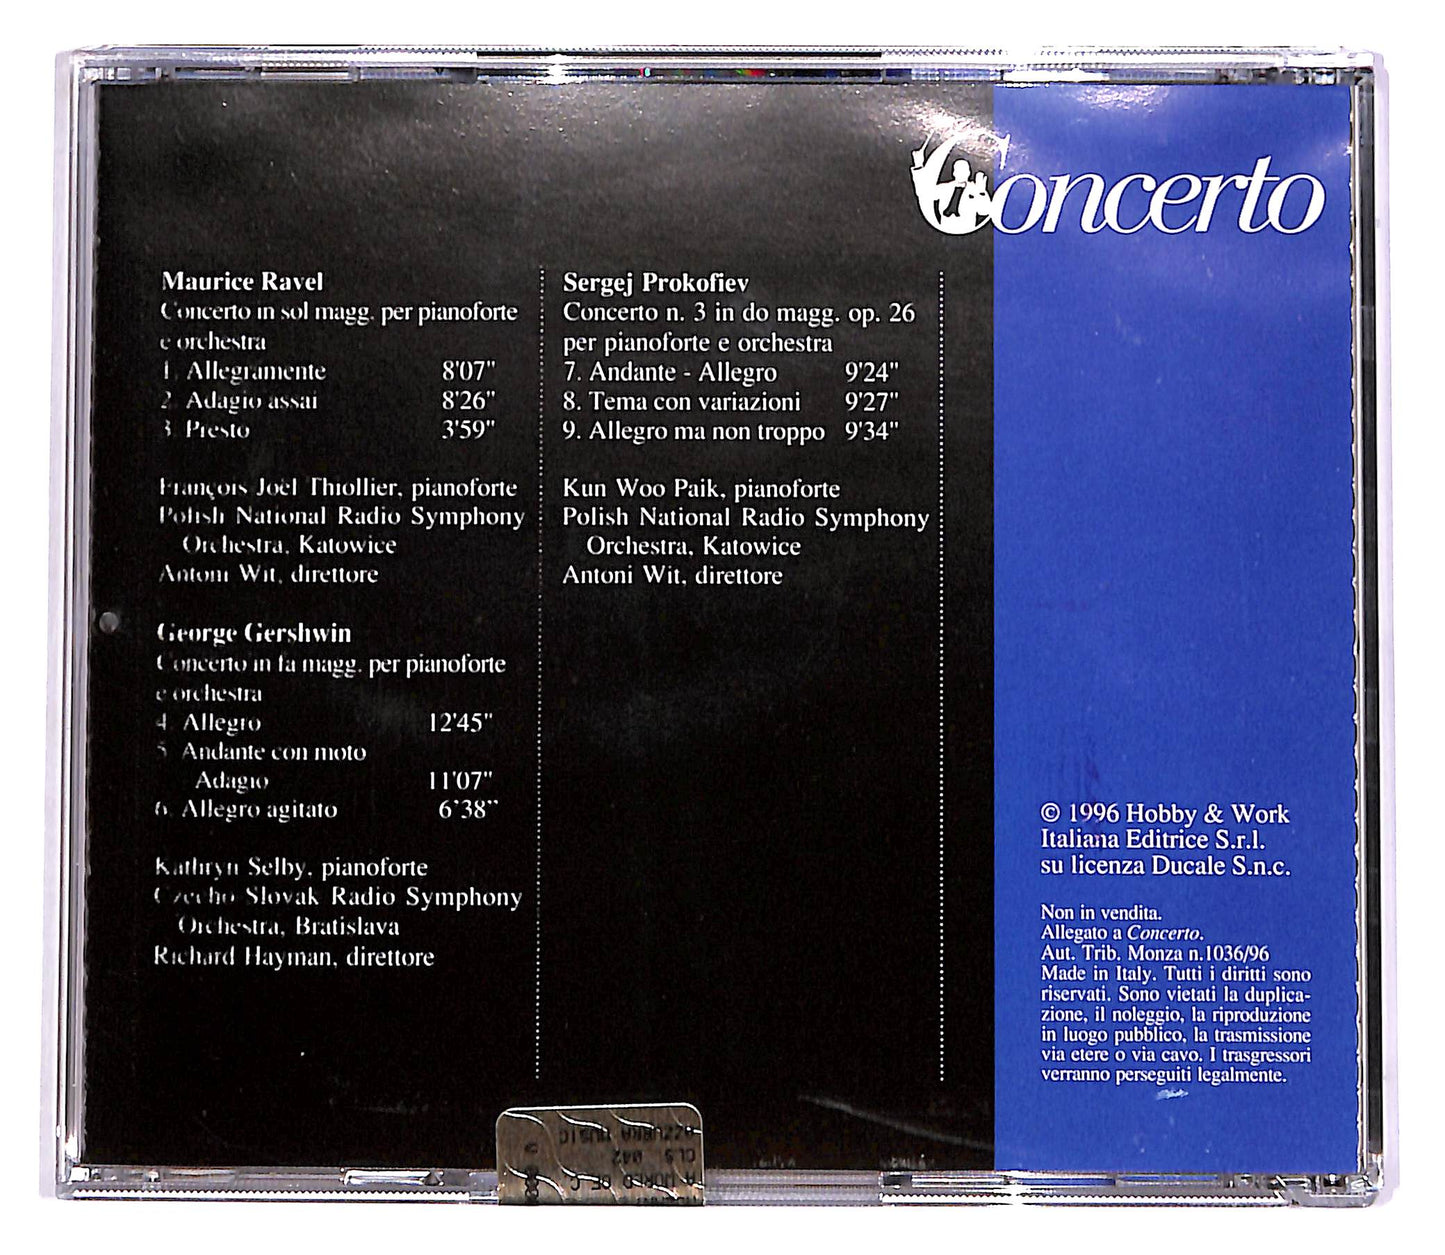 Concerto
Maurice Ravel
Concerto in sol magg. per pianoforte
e orchestra
1. Allegramente 8'07"
2. Adagio assai 8'26"
3. Presto 3'59"
François Joël Thiollier, pianoforte
Polish National Radio Symphony
Orchestra, Katowice
Antoni Wit, direttore
George Gershwin
Concerto in fa magg. per pianoforte
e orchestra
4. Allegro 12'45"
5. Andante con moto
Adagio 11'07"
6. Allegro agitato 6'38"
Kathryn Selby, pianoforte
Czecho Slovak Radio Symphony
Orchestra, Bratislava
Richard Hayman, direttore
Sergej Prokofiev
Concerto n. 3 in do magg. op. 26
per pianoforte e orchestra
7. Andante - Allegro 9'24"
8. Tema con variazioni 9'27"
9. Allegro ma non troppo 9'34"
Kun Woo Paik, pianoforte
Polish National Radio Symphony
Orchestra, Katowice
Antoni Wit, direttore
© 1996 Hobby & Work
Italiana Editrice S.r.l.
su licenza Ducale S.n.c.
Non in vendita.
Allegato a Concerto.
Aut. Trib. Monza n.1036/96
Made in Italy. Tutti i diritti sono
riservati. Sono vietati la duplica-
zione, il noleggio, la riproduzione
in luogo pubblico, la trasmissione
via etere o via cavo. I trasgressori
verranno perseguiti legalmente.
AZZURRA MUSIC
CLS 042